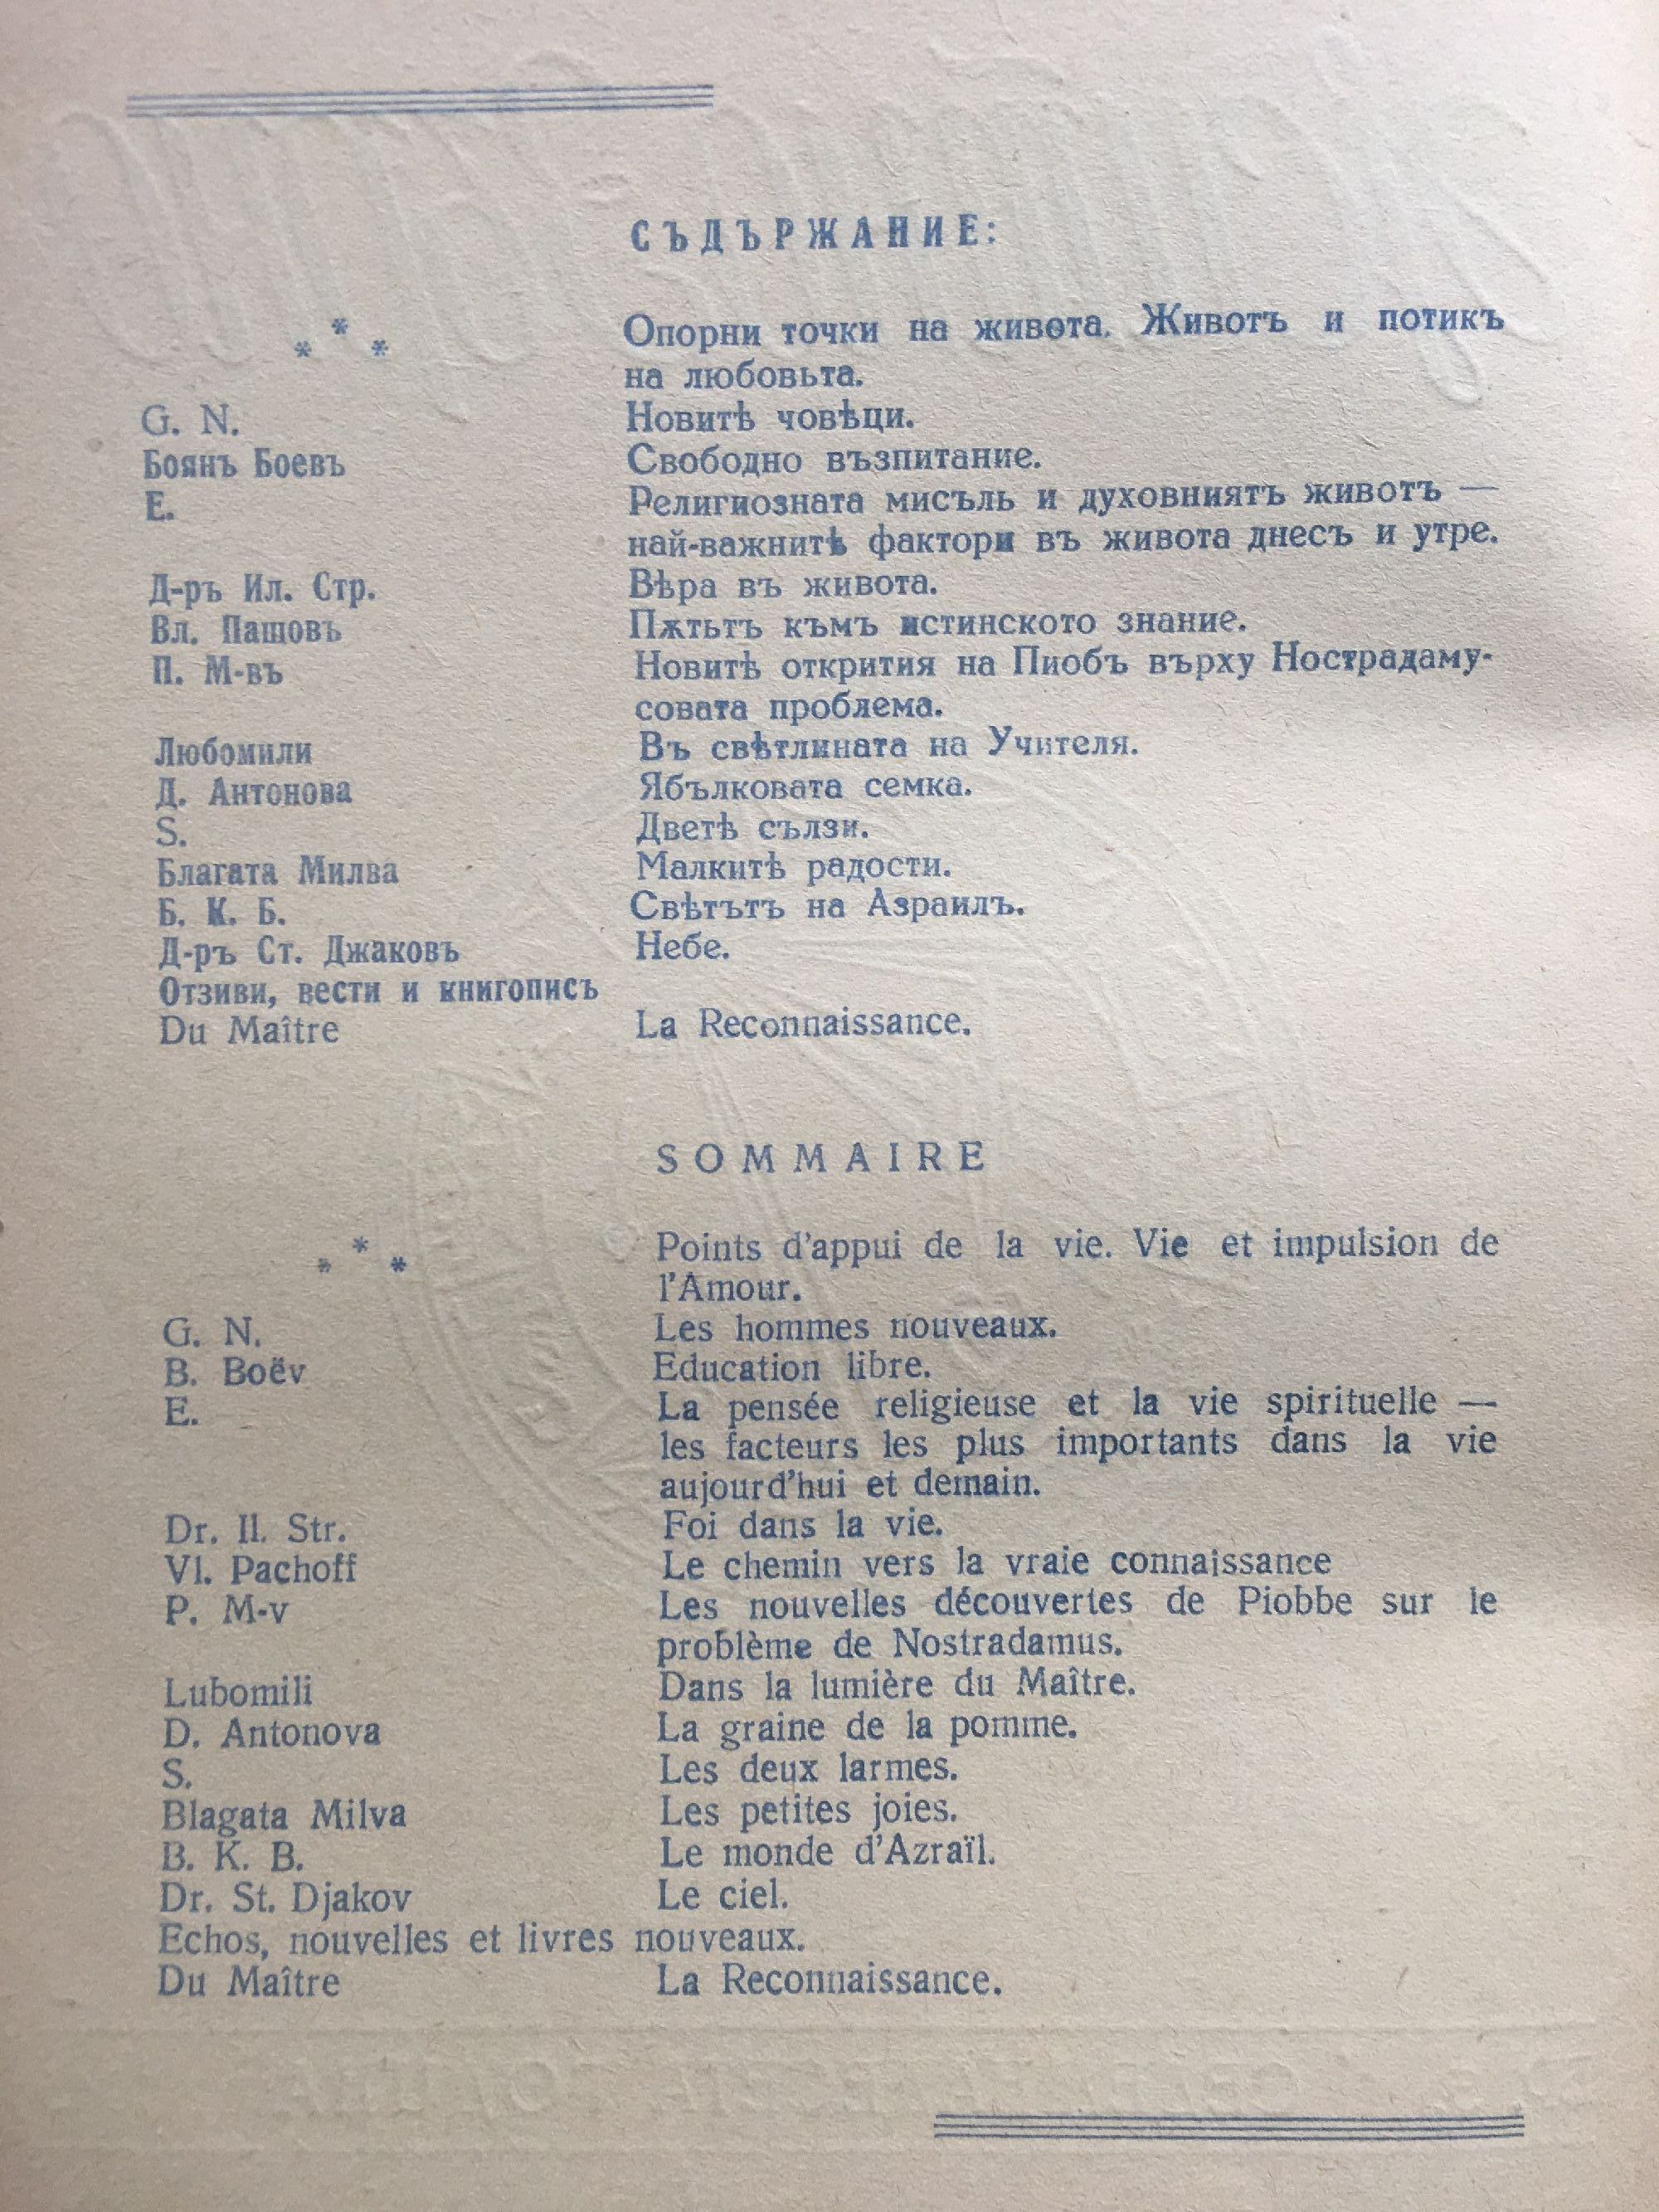 СЪДЪРЖАНИЕ:
* * * Опорни точки на живота. Животъ и потикъ
на любовьта.
G. N. Новитѣ човѣци.
Боянъ Боевъ Свободно възпитание.
Е. Религиозната мисъль и духовниятъ животъ —
най-важнитѣ фактори въ живота днесъ и утре.
Д-ръ Ил. Стр. Вѣра въ живота.
Вл. Пашовъ Пѫтьтъ къмъ истинското знание.
П. М-въ Новитѣ открития на Пиобъ върху Нострадаму-
совата проблема.
Любомили Въ свѣтлината на Учителя.
Д. Антонова Ябълковата семка.
S. Дветѣ сълзи.
Благата Милва Малкитѣ радости.
Б. К. Б. Свѣтътъ на Азраилъ.
Д-ръ Ст. Джаковъ Небе.
Отзиви, вести и книгописъ
Du Maître La Reconnaissance.
SOMMAIRE
* * * Points d'appui de la vie. Vie et impulsion de
l'Amour.
G. N. Les hommes nouveaux.
B. Boëv Education libre.
E. La pensée religieuse et la vie spirituelle —
les facteurs les plus importants dans la vie
aujourd'hui et demain.
Dr. Il. Str. Foi dans la vie.
Vl. Pachoff Le chemin vers la vraie connaissance
P. M-v Les nouvelles découvertes de Piobbe sur le
problème de Nostradamus.
Lubomili Dans la lumière du Maître.
D. Antonova La graine de la pomme.
S. Les deux larmes.
Blagata Milva Les petites joies.
B. K. B. Le monde d'Azraïl.
Dr. St. Djakov Le ciel.
Echos, nouvelles et livres nouveaux.
Du Maître La Reconnaissance.